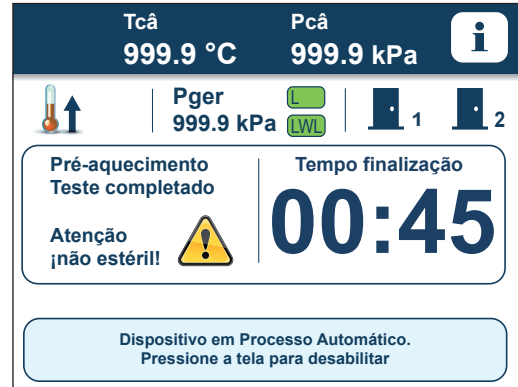 Tcâ Pcâ
999.9 °C 999.9 kPa i
Pger L
999.9 kPa LWL 1 2
Pré-aquecimento
Teste completado
Atenção
¡não estéril!
Tempo finalização
00:45
Dispositivo em Processo Automático.
Pressione a tela para desabilitar